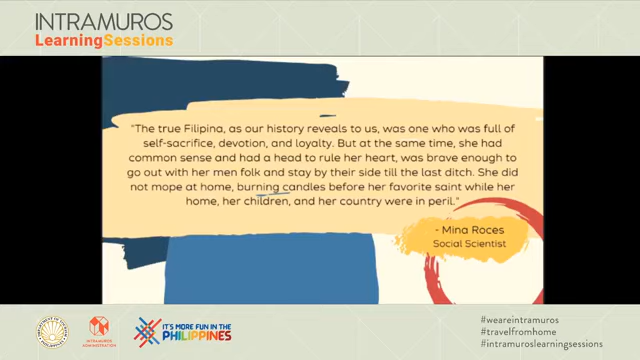 INTRAMUROS
LearningSessions
"The true Filipina, as our history reveals to us, was one who was full of
self-sacrifice, devotion, and loyalty. But at the same time, she had
common sense and had a head to rule her heart, was brave enough to
go out with her men folk and stay by their side till the last ditch. She did
not mope at home, burning candles before her favorite saint while her
home, her children, and her country were in peril."
- Mina Roces
Social Scientist
INTRAMUROS
ADMINISTRATION
IT'S MORE FUN IN THE
PHILIPPINES
#weareintramuros
#travelfromhome
#intramuroslearningsessions